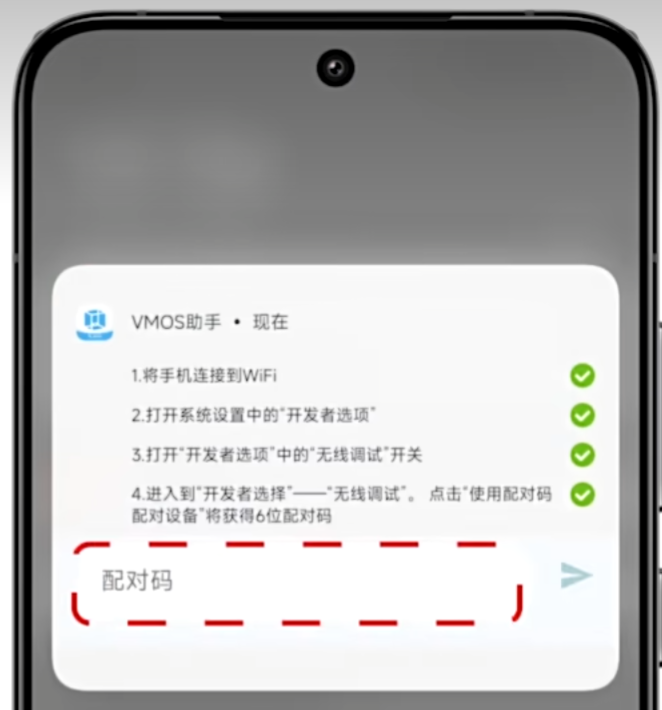 VMOS助手 • 现在
1.将手机连接到WiFi
2.打开系统设置中的“开发者选项”
3.打开“开发者选项”中的“无线调试”开关
4.进入到“开发者选择”——“无线调试”。 点击“使用配对码
配对设备”将获得6位配对码
配对码